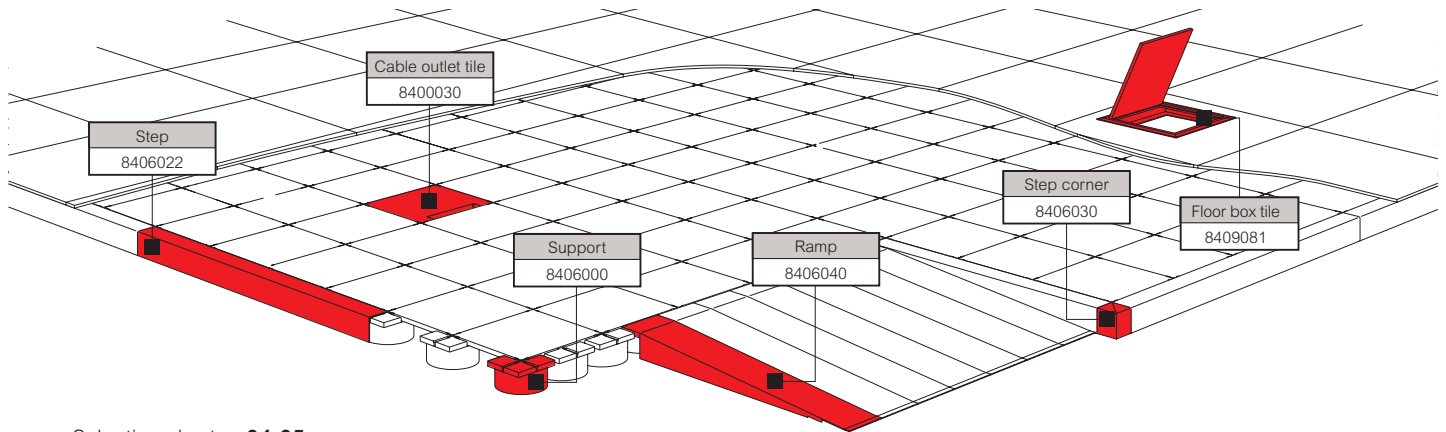 Cable outlet tile
8400030
Step
8406022
Step corner
8406030
Floor box tile
8409081
Support
8406000
Ramp
8406040